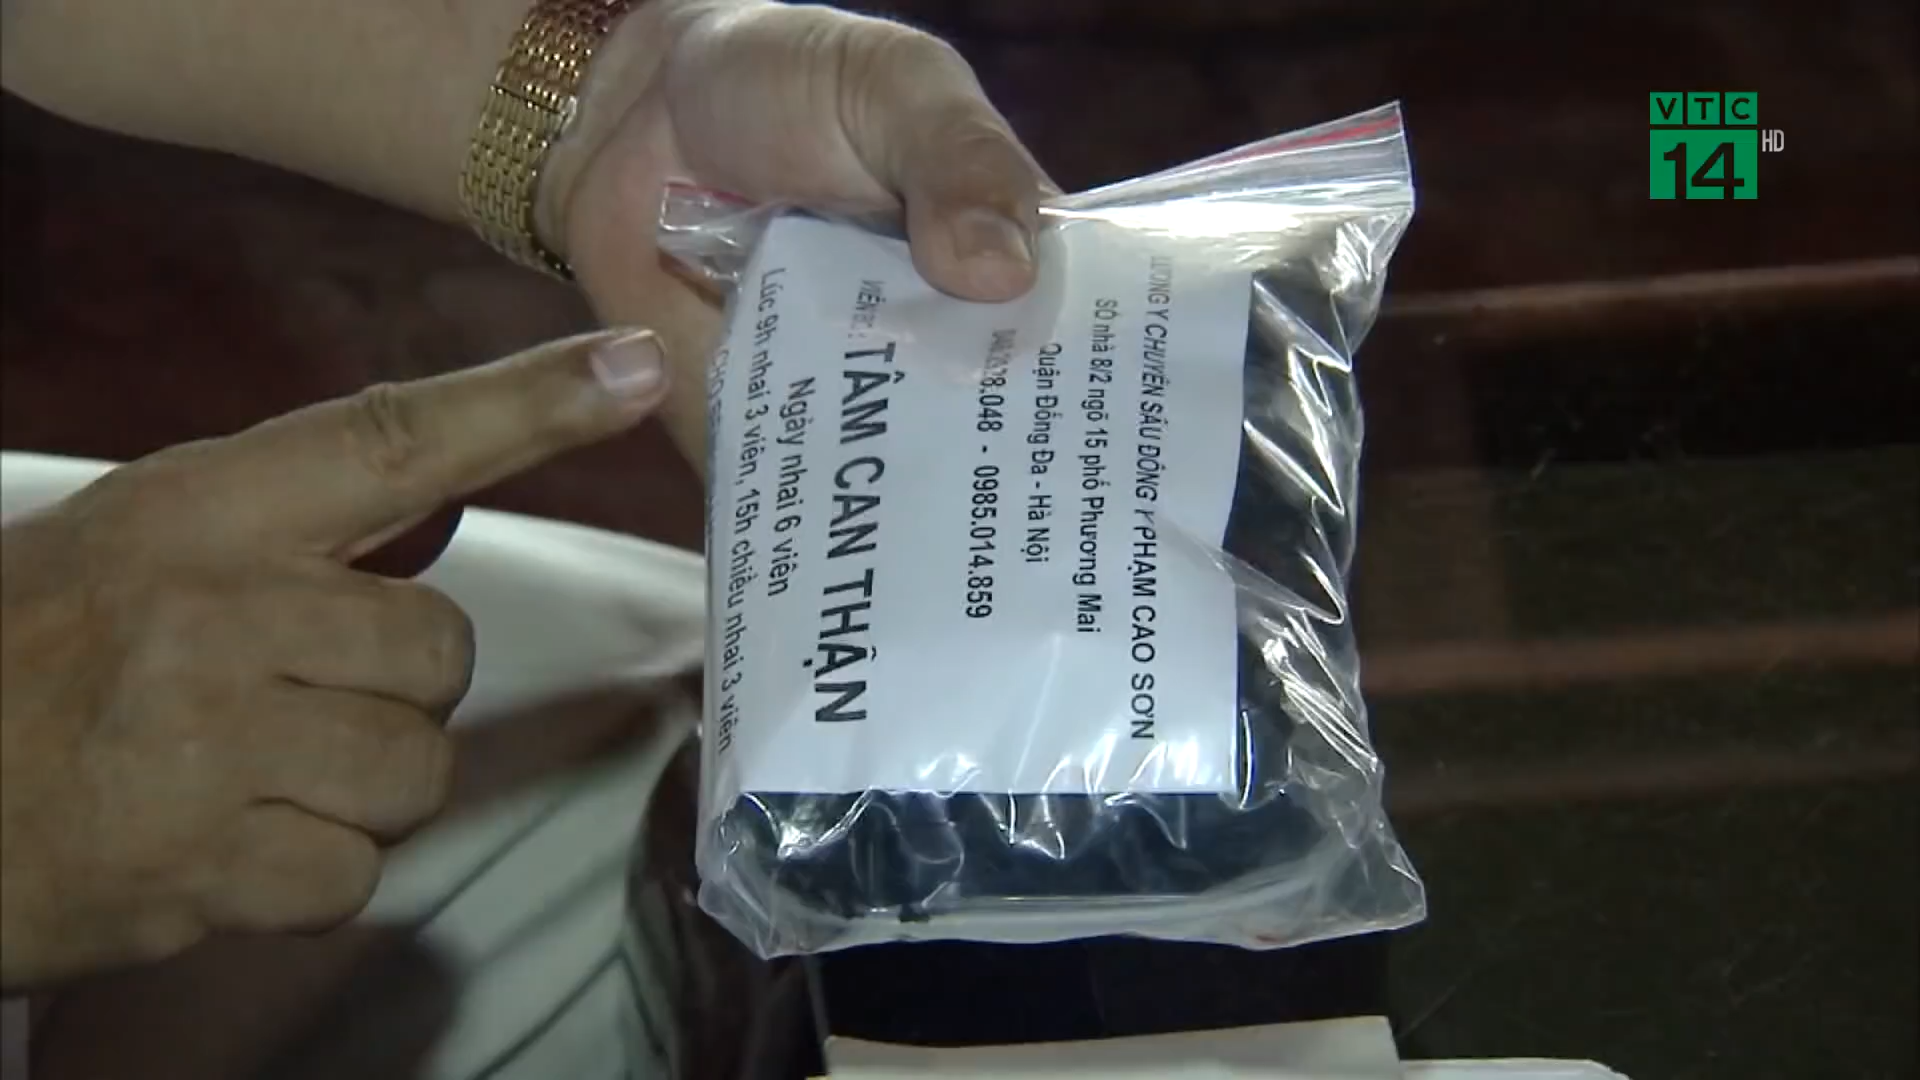 VTC
14
HD
LƯƠNG Y CHUYÊN SÂU ĐÔNG Y PHẠM CAO SƠN
SỐ nhà 8/2 ngõ 15 phố Phương Mai
Quận Đống Đa - Hà Nội
8.048 - 0985.014.859
TÂM CAN THẬN
Ngày nhai 6 viên
Lúc 9h nhai 3 viên, 15h chiều nhai 3 viên